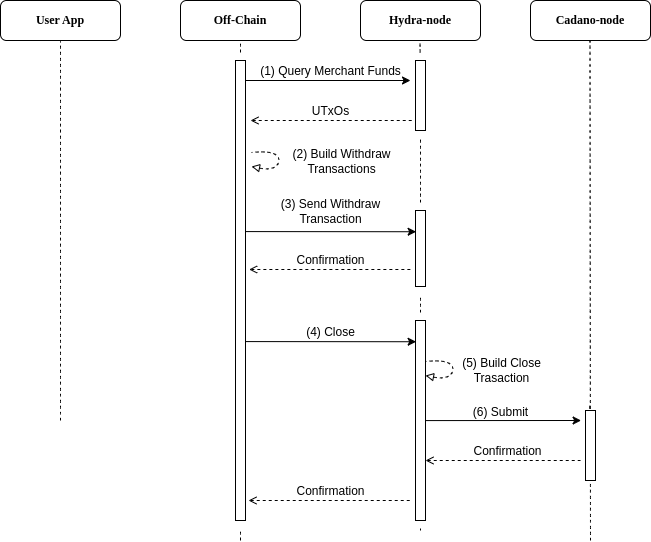 User App
Off-Chain
Hydra-node
Cadano-node
(1) Query Merchant Funds
UTxOs
(2) Build Withdraw
Transactions
(3) Send Withdraw
Transaction
Confirmation
(4) Close
(5) Build Close
Trasaction
(6) Submit
Confirmation
Confirmation